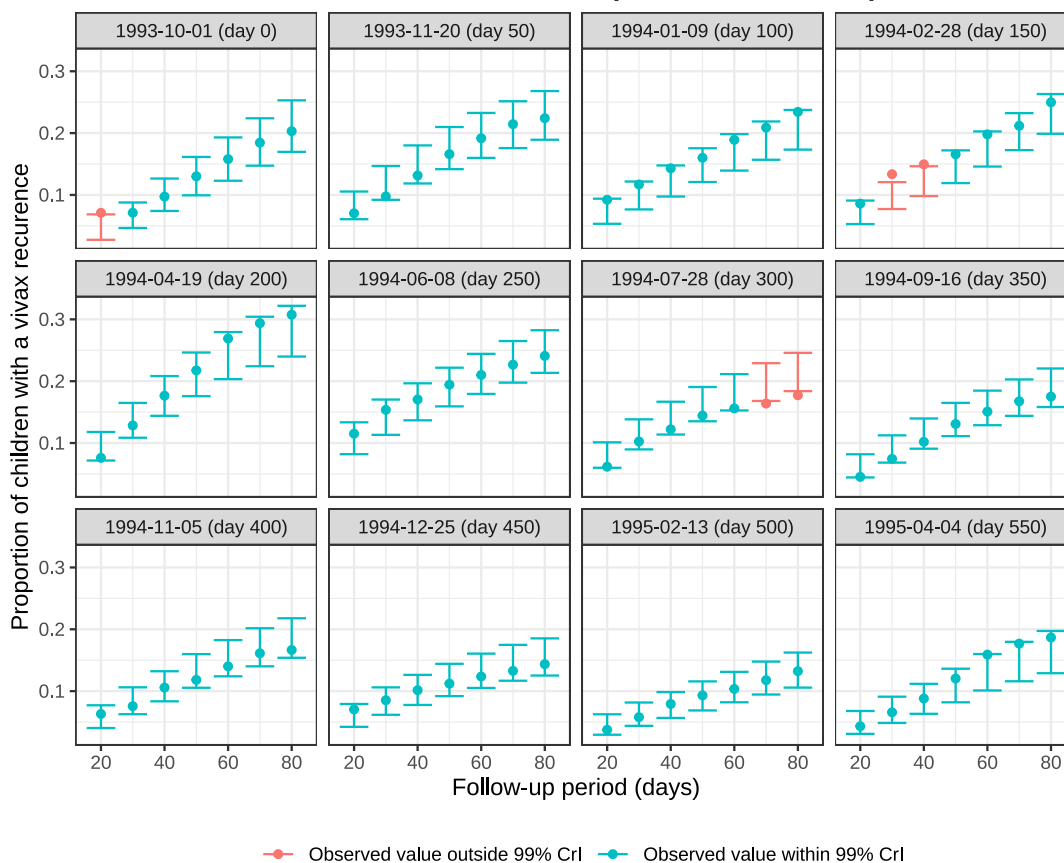 1993-10-01 (day 0) 1993-11-20 (day 50) 1994-01-09 (day 100) 1994-02-28 (day 150)
0.3
0.2
0.1
1994-04-19 (day 200) 1994-06-08 (day 250) 1994-07-28 (day 300) 1994-09-16 (day 350)
0.3
0.2
0.1
1994-11-05 (day 400) 1994-12-25 (day 450) 1995-02-13 (day 500) 1995-04-04 (day 550)
0.3
0.2
0.1
Proportion of children with a vivax recurence
20 40 60 80 20 40 60 80 20 40 60 80 20 40 60 80
Follow-up period (days)
Observed value outside 99% CrI Observed value within 99% CrI